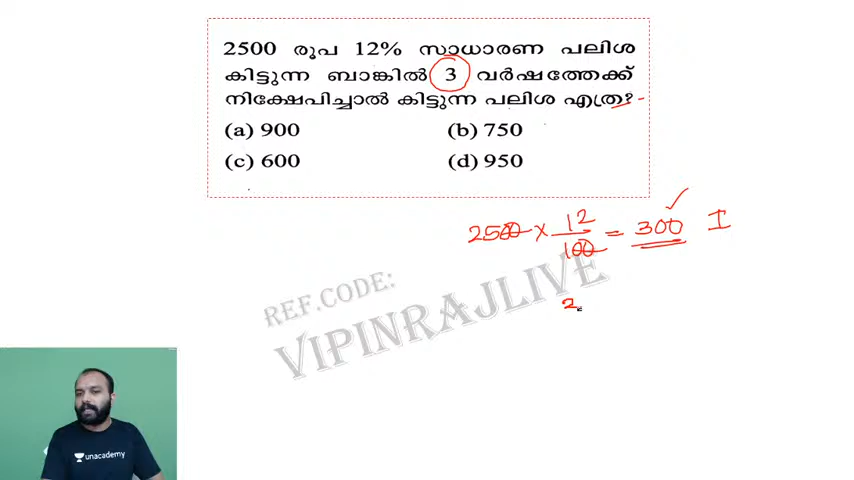 2500 രൂപ 12% സാധാരണ പലിശ
കിട്ടുന്ന ബാങ്കിൽ 3 വർഷത്തേക്ക്
നിക്ഷേപിച്ചാൽ കിട്ടുന്ന പലിശ എത്ര?
(a) 900 (b) 750
(c) 600 (d) 950
2500 x 12/100 = 300 I
REF.CODE:
VIPINRAJLIVE
2
unacademy